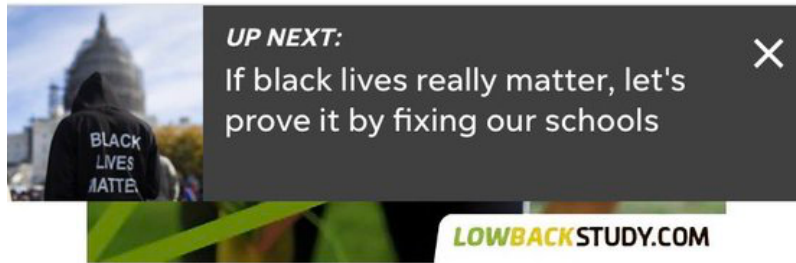 UP NEXT:
If black lives really matter, let's
prove it by fixing our schools
BLACK
LIVES
MATTE
LOWBACKSTUDY.COM